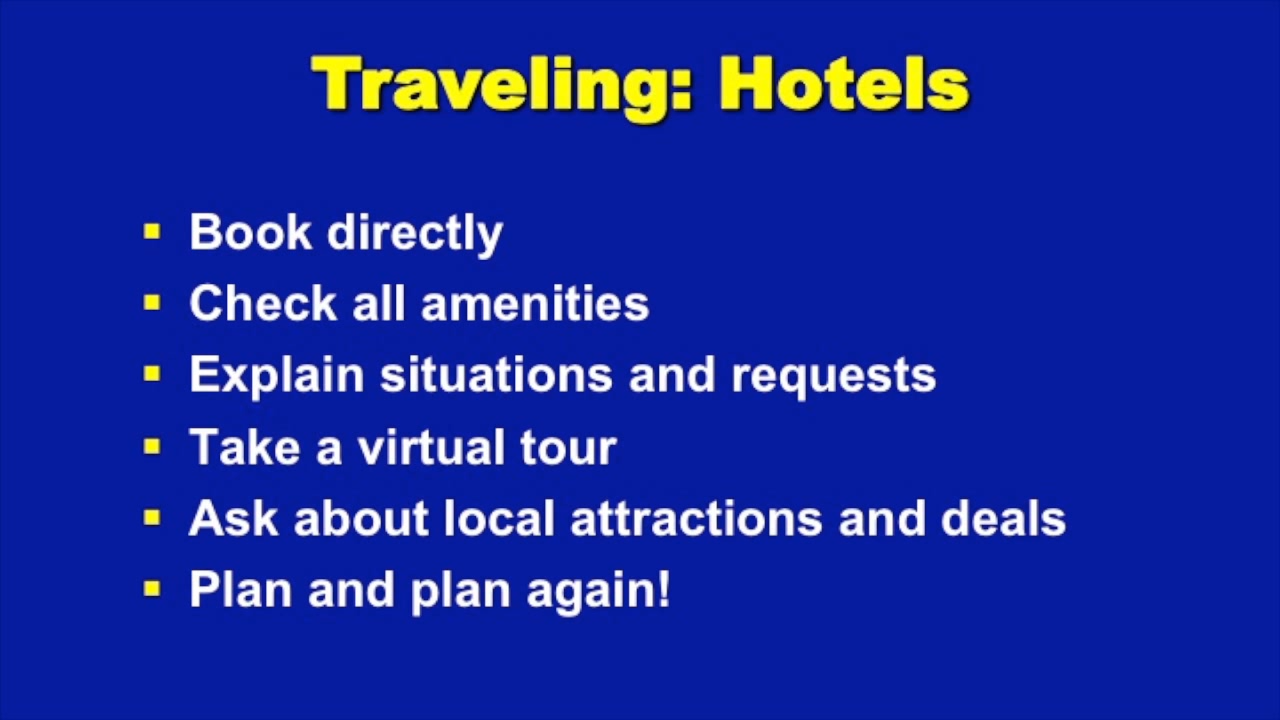 Traveling: Hotels
▪ Book directly
▪ Check all amenities
▪ Explain situations and requests
▪ Take a virtual tour
▪ Ask about local attractions and deals
▪ Plan and plan again!